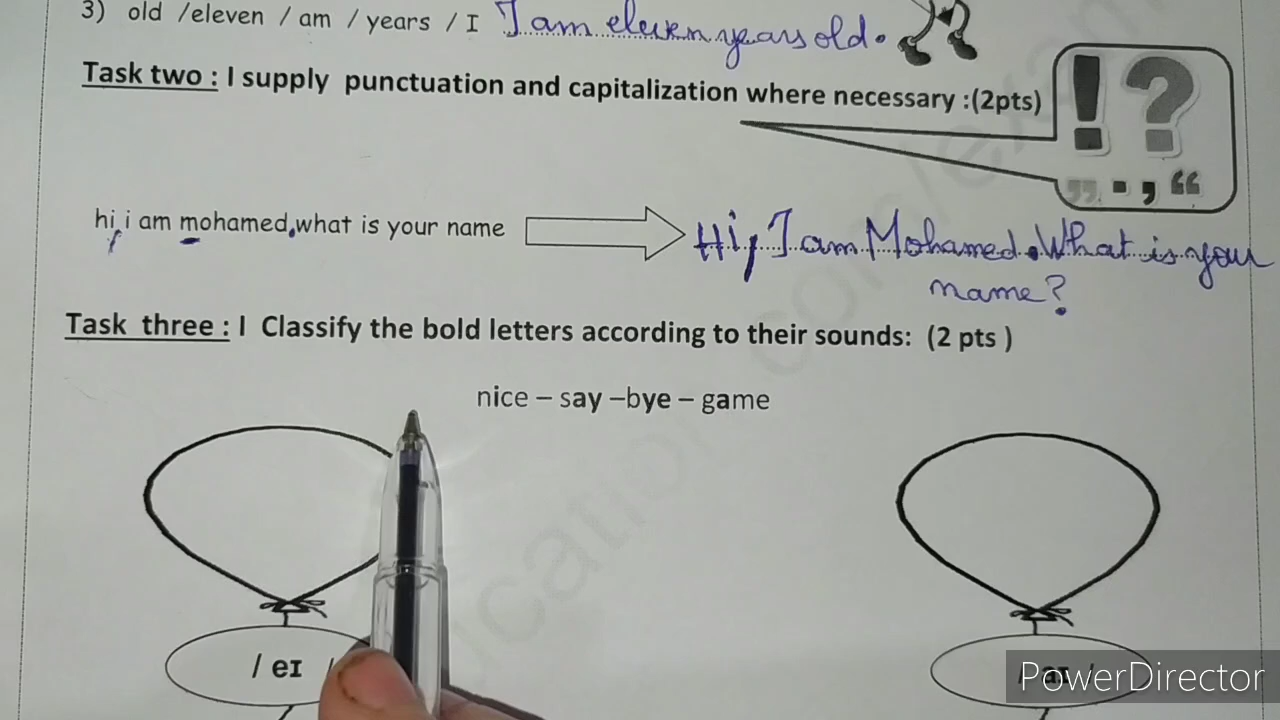 3) old /eleven / am / years / I I am eleven years old.
Task two : I supply punctuation and capitalization where necessary :(2pts)
! ?
„ . , “
hi, i am mohamed.what is your name Hi, I am Mohamed. What is your
name?
Task three : I Classify the bold letters according to their sounds: (2 pts )
nice – say –bye – game
/ eɪ /
/ aɪ /
PowerDirector